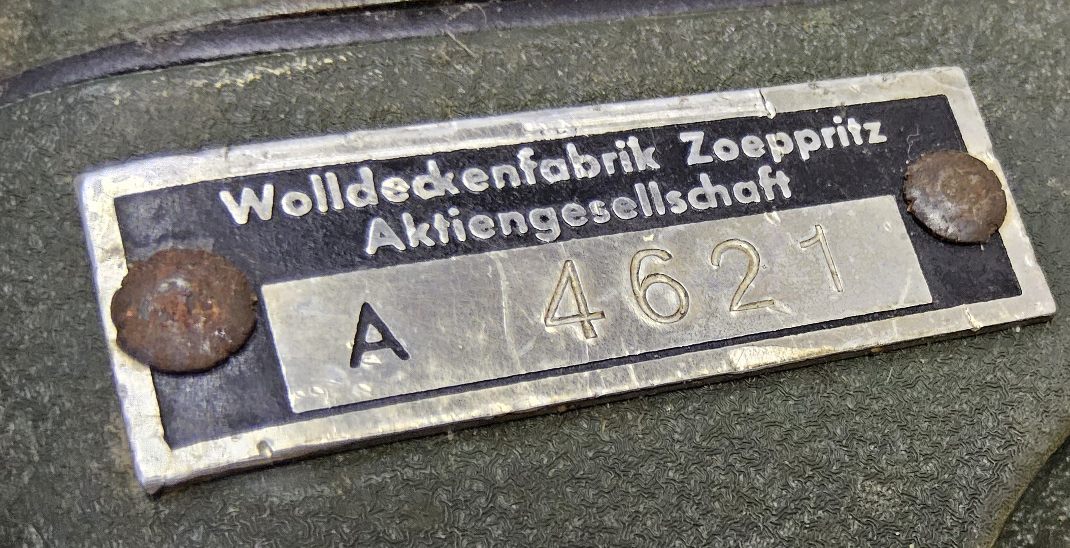 Wolldeckenfabrik Zoeppritz
Aktiengesellschaft
A 4621